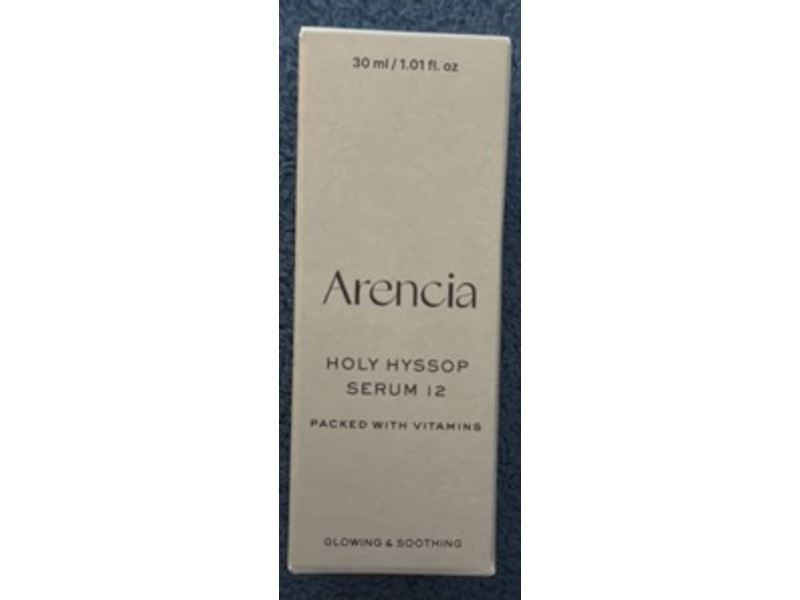 30 ml / 1.01 fl. oz
Arencia
HOLY HYSSOP
SERUM 12
PACKED WITH VITAMINS
GLOWING & SOOTHING